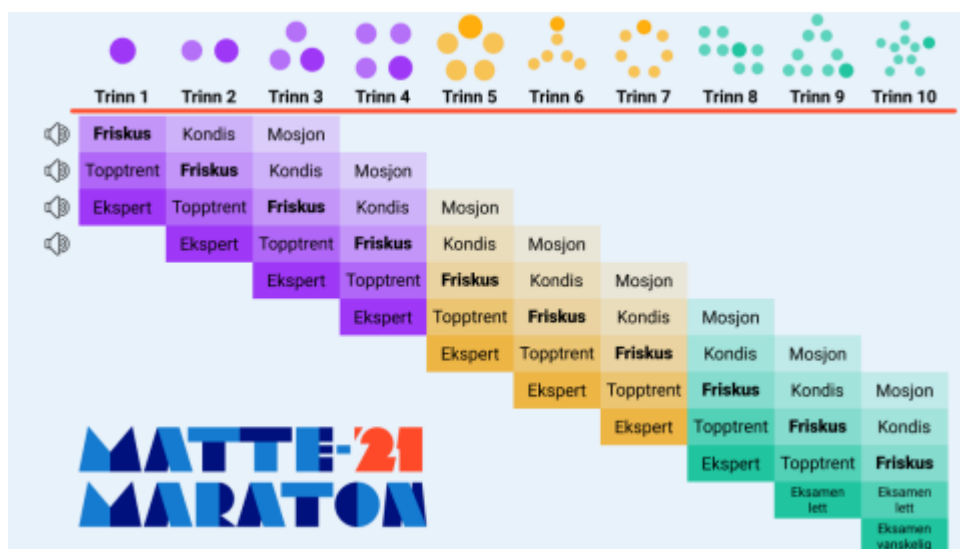 Trinn 1 Trinn 2 Trinn 3 Trinn 4 Trinn 5 Trinn 6 Trinn 7 Trinn 8 Trinn 9 Trinn 10
Friskus Kondis Mosjon
Topptrent Friskus Kondis Mosjon
Ekspert Topptrent Friskus Kondis Mosjon
Ekspert Topptrent Friskus Kondis Mosjon
Ekspert Topptrent Friskus Kondis Mosjon
Ekspert Topptrent Friskus Kondis Mosjon
Ekspert Topptrent Friskus Kondis Mosjon
Ekspert Topptrent Friskus Kondis Mosjon
Ekspert Topptrent Friskus Kondis
Ekspert Topptrent Friskus
Eksamen Eksamen
lett lett
Eksamen
vanskelig
MATTE-21
MARATON